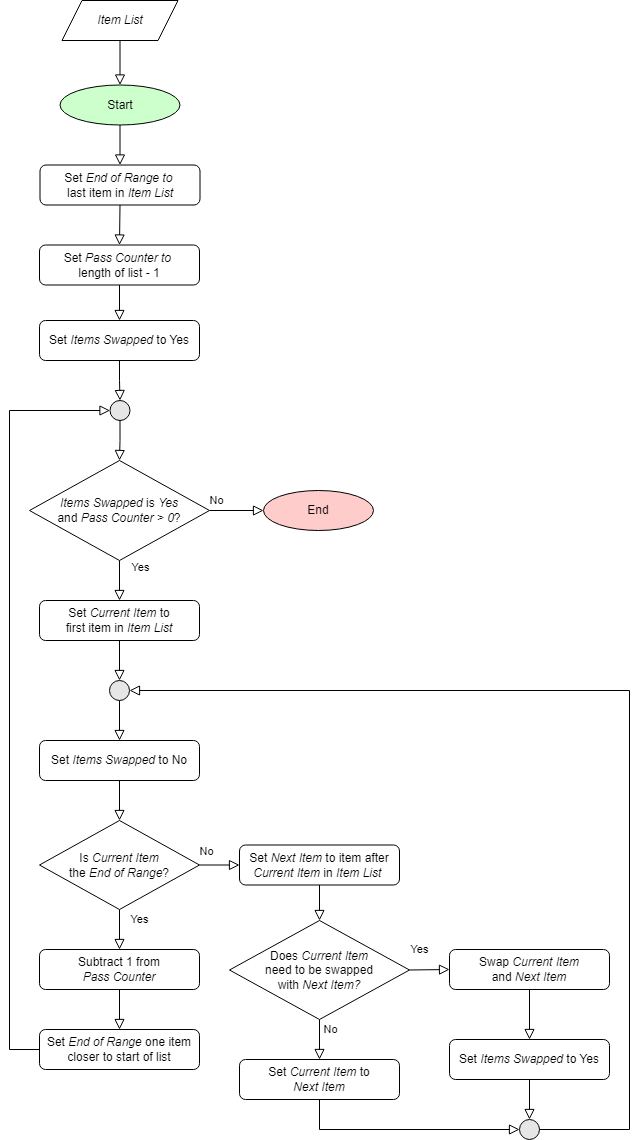 Item List
Start
Set End of Range to
last item in Item List
Set Pass Counter to
length of list - 1
Set Items Swapped to Yes
Items Swapped is Yes
and Pass Counter > 0?
No
End
Yes
Set Current Item to
first item in Item List
Set Items Swapped to No
Is Current Item
the End of Range?
No
Set Next Item to item after
Current Item in Item List
Yes
Subtract 1 from
Pass Counter
Set End of Range one item
closer to start of list
Does Current Item
need to be swapped
with Next Item?
Yes
Swap Current Item
and Next Item
No
Set Current Item to
Next Item
Set Items Swapped to Yes